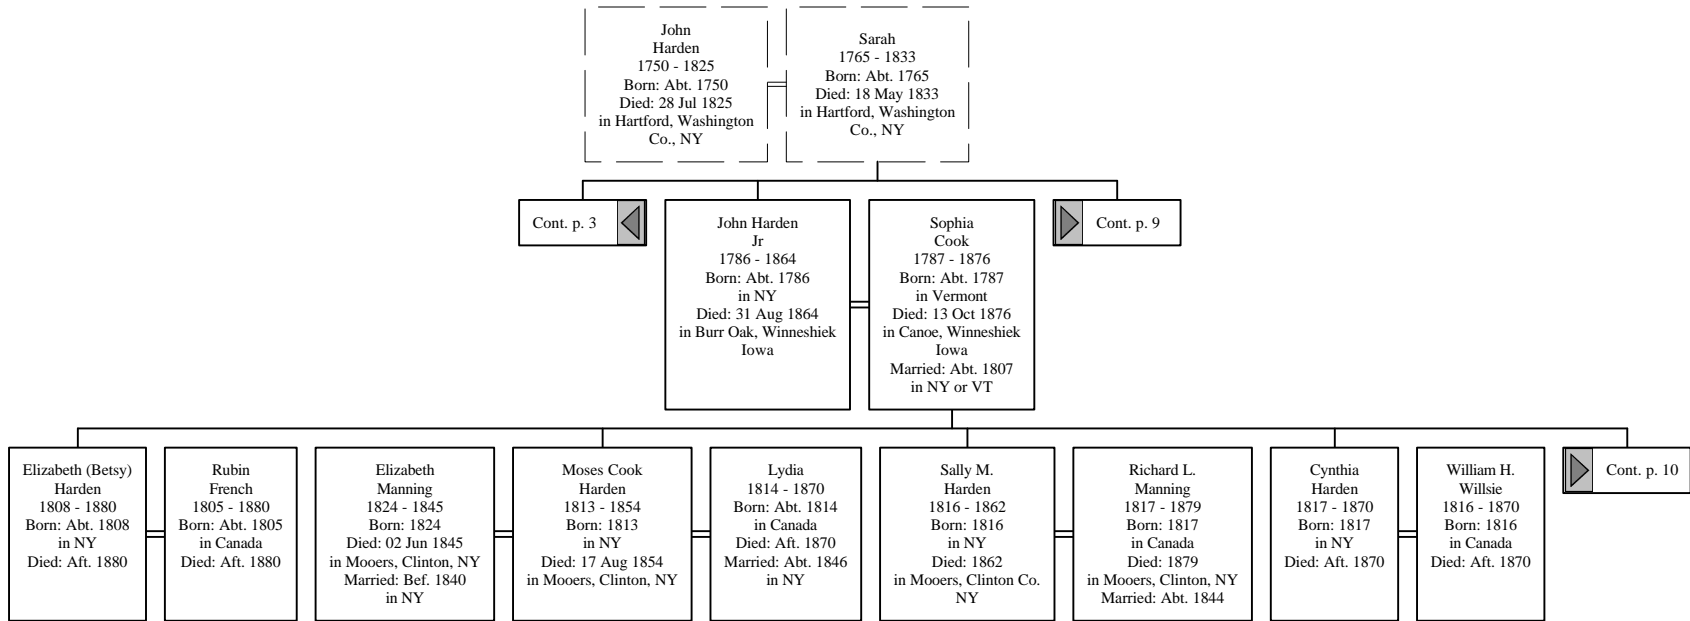 John
Harden
1750 - 1825
Born: Abt. 1750
Died: 28 Jul 1825
in Hartford, Washington
Co., NY
Sarah
1765 - 1833
Born: Abt. 1765
Died: 18 May 1833
in Hartford, Washington
Co., NY
Cont. p. 3
John Harden
Jr
1786 - 1864
Born: Abt. 1786
in NY
Died: 31 Aug 1864
in Burr Oak, Winneshiek
Iowa
Sophia
Cook
1787 - 1876
Born: Abt. 1787
in Vermont
Died: 13 Oct 1876
in Canoe, Winneshiek
Iowa
Married: Abt. 1807
in NY or VT
Cont. p. 9
Elizabeth (Betsy)
Harden
1808 - 1880
Born: Abt. 1808
in NY
Died: Aft. 1880
Rubin
French
1805 - 1880
Born: Abt. 1805
in Canada
Died: Aft. 1880
Elizabeth
Manning
1824 - 1845
Born: 1824
Died: 02 Jun 1845
in Mooers, Clinton, NY
Married: Bef. 1840
in NY
Moses Cook
Harden
1813 - 1854
Born: 1813
in NY
Died: 17 Aug 1854
in Mooers, Clinton, NY
Lydia
1814 - 1870
Born: Abt. 1814
in Canada
Died: Aft. 1870
Married: Abt. 1846
in NY
Sally M.
Harden
1816 - 1862
Born: 1816
in NY
Died: 1862
in Mooers, Clinton Co.
NY
Richard L.
Manning
1817 - 1879
Born: 1817
in Canada
Died: 1879
in Mooers, Clinton, NY
Married: Abt. 1844
Cynthia
Harden
1817 - 1870
Born: 1817
in NY
Died: Aft. 1870
William H.
Willsie
1816 - 1870
Born: 1816
in Canada
Died: Aft. 1870
Cont. p. 10